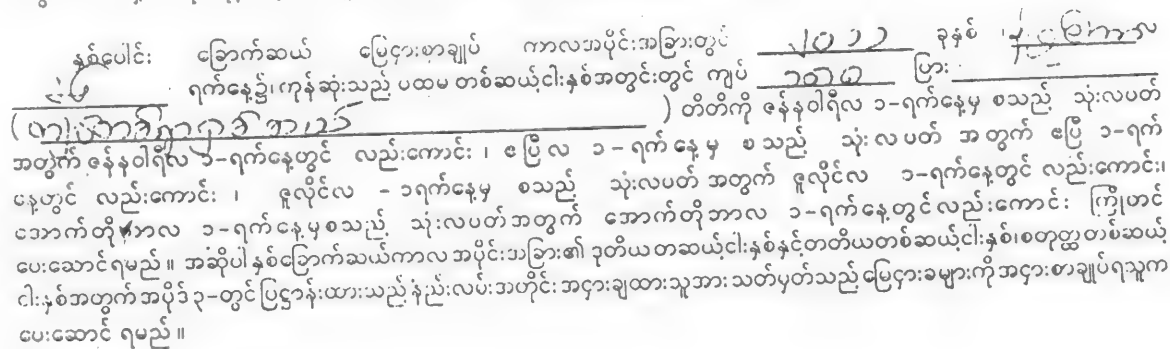 နှစ်ပေါင်း ခြောက်ဆယ် မြေငှားစာချုပ် ကာလအပိုင်းအခြားတွင် ခုနှစ် လ
ရက်နေ့၌၊ကုန်ဆုံးသည့် ပထမ တစ်ဆယ့်ငါးနှစ်အတွင်းတွင် ကျပ် ပြား
) တိတိကို ဇန်နဝါရီလ ၁-ရက်နေ့မှ စသည့် သုံးလပတ်
အတွက် ဇန်နဝါရီလ ၁-ရက်နေ့တွင် လည်းကောင်း ၊ ဧပြီလ ၁-ရက်နေ့မှ စသည့် သုံးလပတ် အတွက် ဧပြီ ၁-ရက်
နေ့တွင် လည်းကောင်း ၊ ဇူလိုင်လ - ၁ရက်နေ့မှ စသည့် သုံးလပတ် အတွက် ဇူလိုင်လ ၁-ရက်နေ့တွင် လည်းကောင်း၊
အောက်တိုဘာလ ၁-ရက်နေ့မှစသည့် သုံးလပတ်အတွက် အောက်တိုဘာလ ၁-ရက်နေ့တွင်လည်းကောင်း ကြိုတင်
ပေးဆောင်ရမည်။ အဆိုပါ နှစ်ခြောက်ဆယ်ကာလ အပိုင်းအခြား၏ ဒုတိယတဆယ့်ငါးနှစ်နှင့်တတိယတစ်ဆယ့်ငါးနှစ်၊စတုတ္ထတစ်ဆယ့်
ငါးနှစ်အတွက်အပိုဒ် ၃-တွင်ပြဋ္ဌာန်းထားသည့်နည်းလမ်းအတိုင်း အငှားချထားသူအား သတ်မှတ်သည့် မြေငှားခများကိုအငှားစာချုပ်ရသူက
ပေးဆောင် ရမည်။